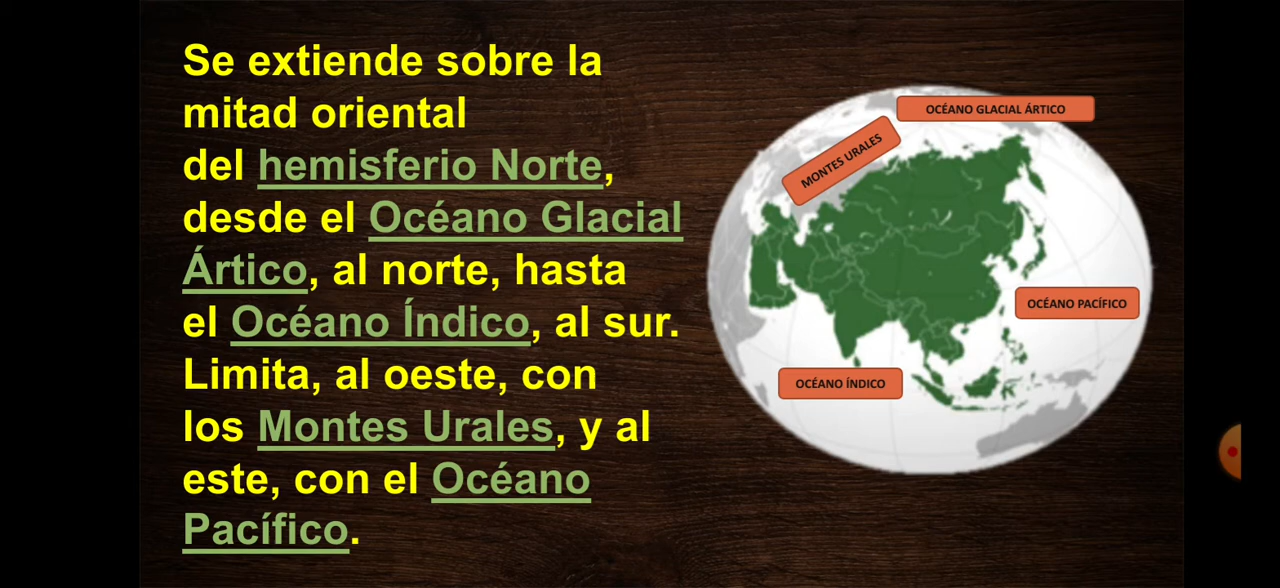 Se extiende sobre la
mitad oriental
del hemisferio Norte,
desde el Océano Glacial
Ártico, al norte, hasta
el Océano Índico, al sur.
Limita, al oeste, con
los Montes Urales, y al
este, con el Océano
Pacífico.
OCÉANO GLACIAL ÁRTICO
MONTES URALES
OCÉANO PACÍFICO
OCÉANO ÍNDICO